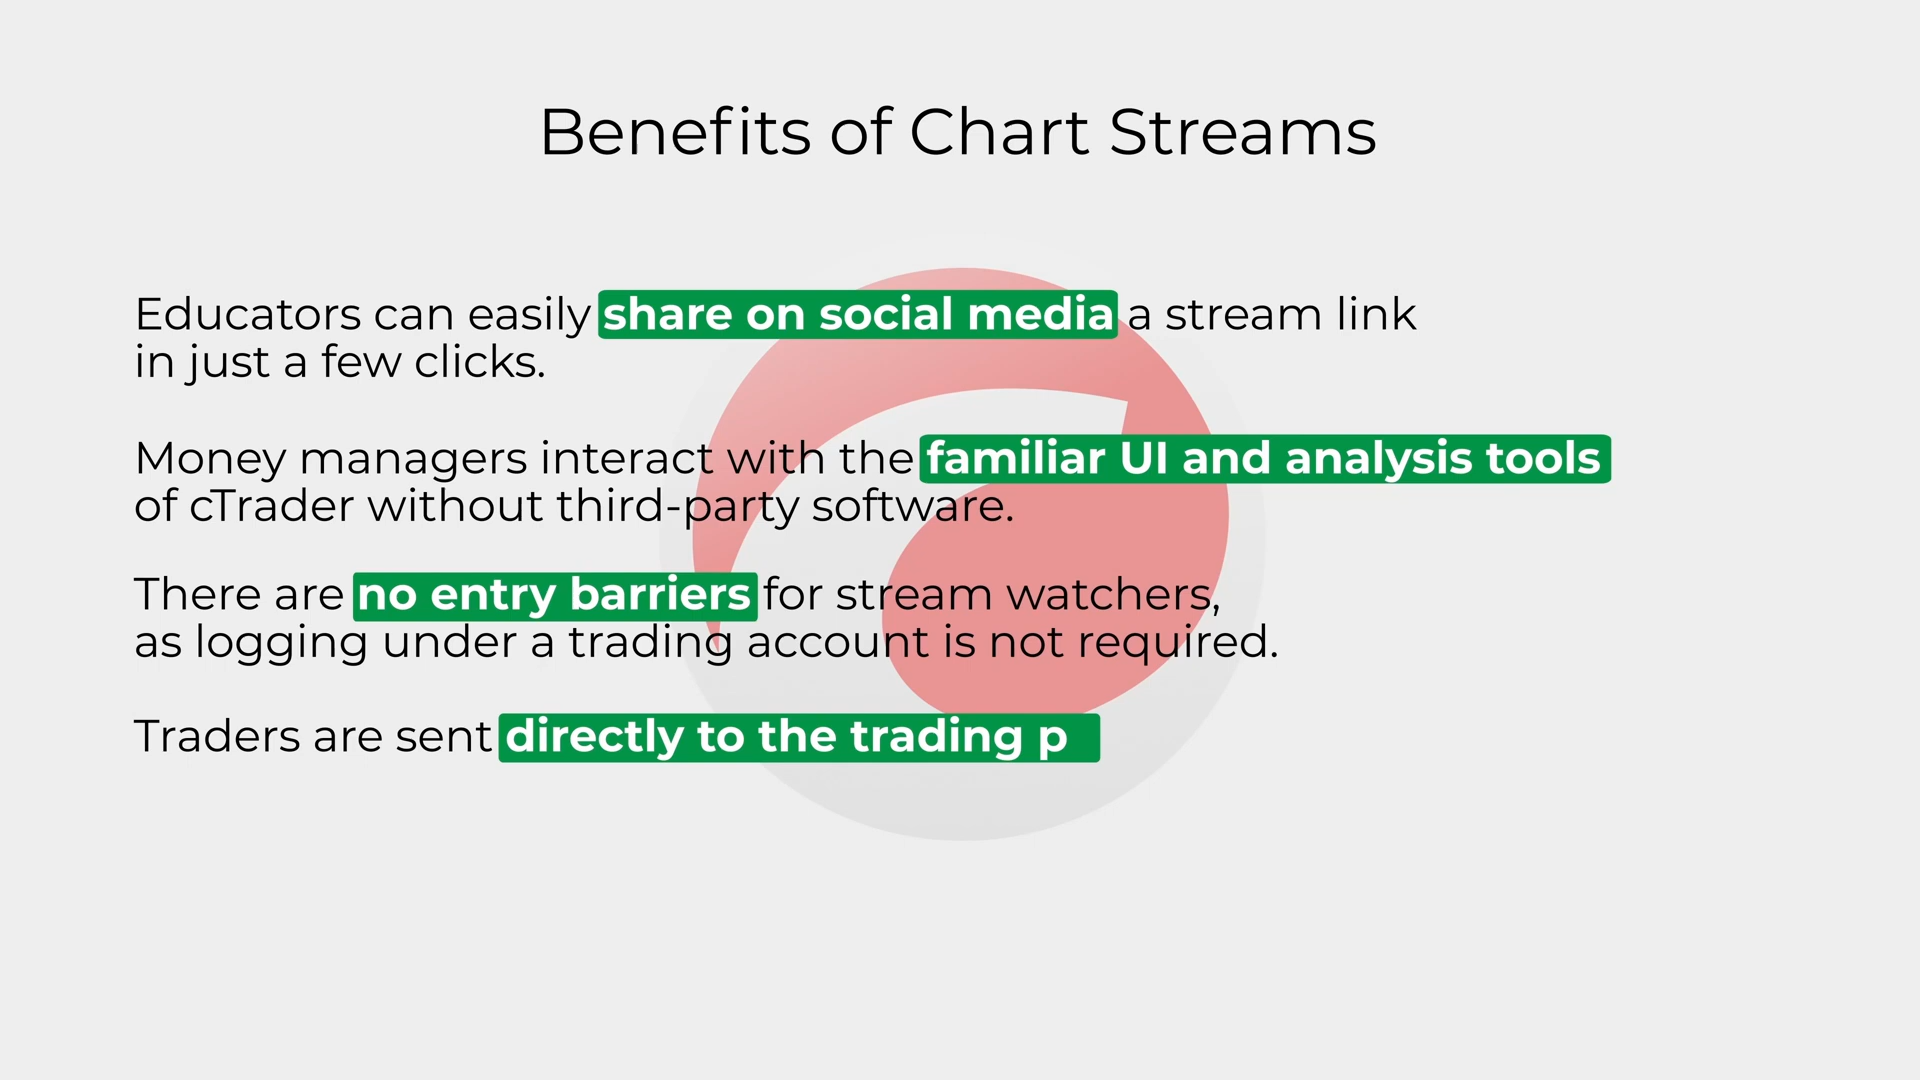 Benefits of Chart Streams
Educators can easily share on social media a stream link
in just a few clicks.
Money managers interact with the familiar UI and analysis tools
of cTrader without third-party software.
There are no entry barriers for stream watchers,
as logging under a trading account is not required.
Traders are sent directly to the trading p